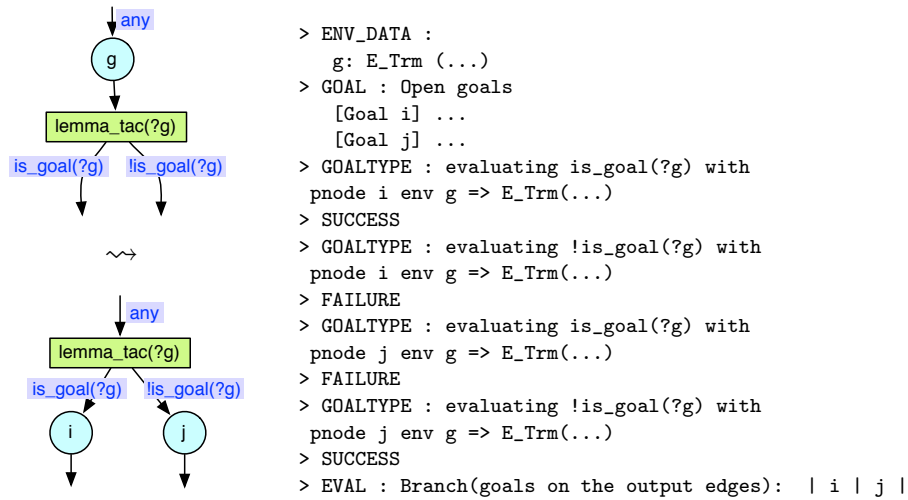 any
g
lemma_tac(?g)
is_goal(?g) !is_goal(?g)
any
lemma_tac(?g)
is_goal(?g) !is_goal(?g)
i j
> ENV_DATA :
g: E_Trm (...)
> GOAL : Open goals
[Goal i] ...
[Goal j] ...
> GOALTYPE : evaluating is_goal(?g) with
pnode i env g => E_Trm(...)
> SUCCESS
> GOALTYPE : evaluating !is_goal(?g) with
pnode i env g => E_Trm(...)
> FAILURE
> GOALTYPE : evaluating is_goal(?g) with
pnode j env g => E_Trm(...)
> FAILURE
> GOALTYPE : evaluating !is_goal(?g) with
pnode j env g => E_Trm(...)
> SUCCESS
> EVAL : Branch(goals on the output edges): | i | j |